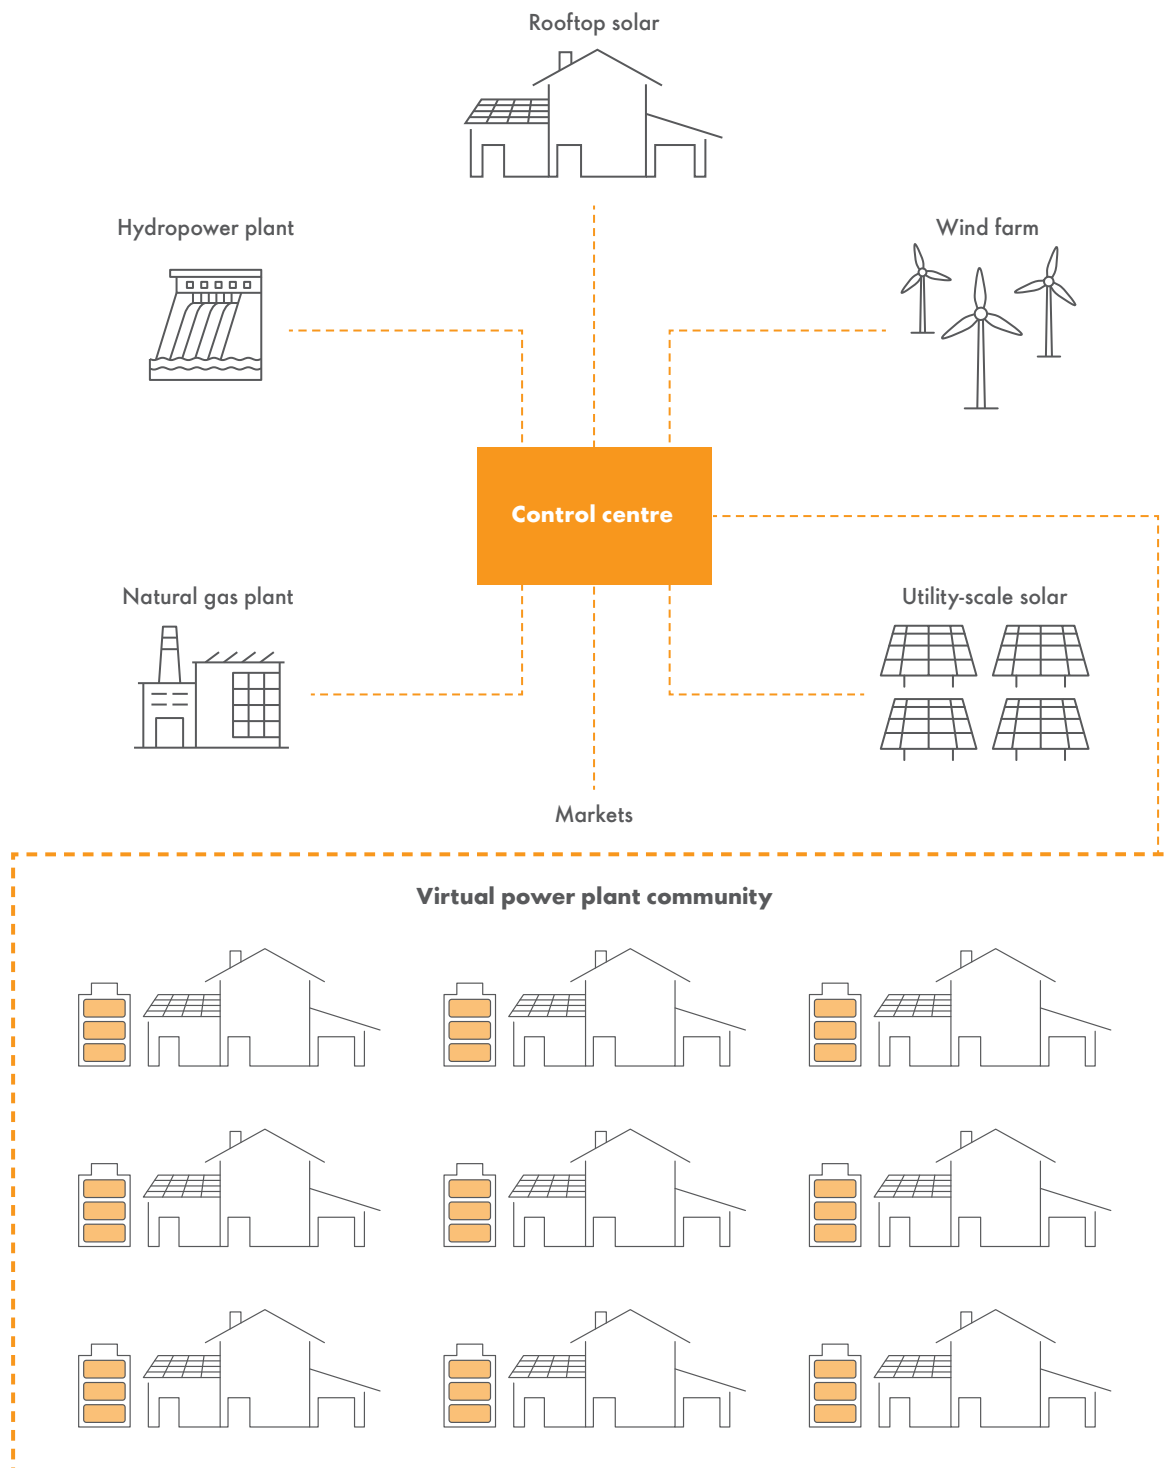 Rooftop solar
Hydropower plant
Wind farm
Control centre
Natural gas plant
Utility-scale solar
Markets
Virtual power plant community